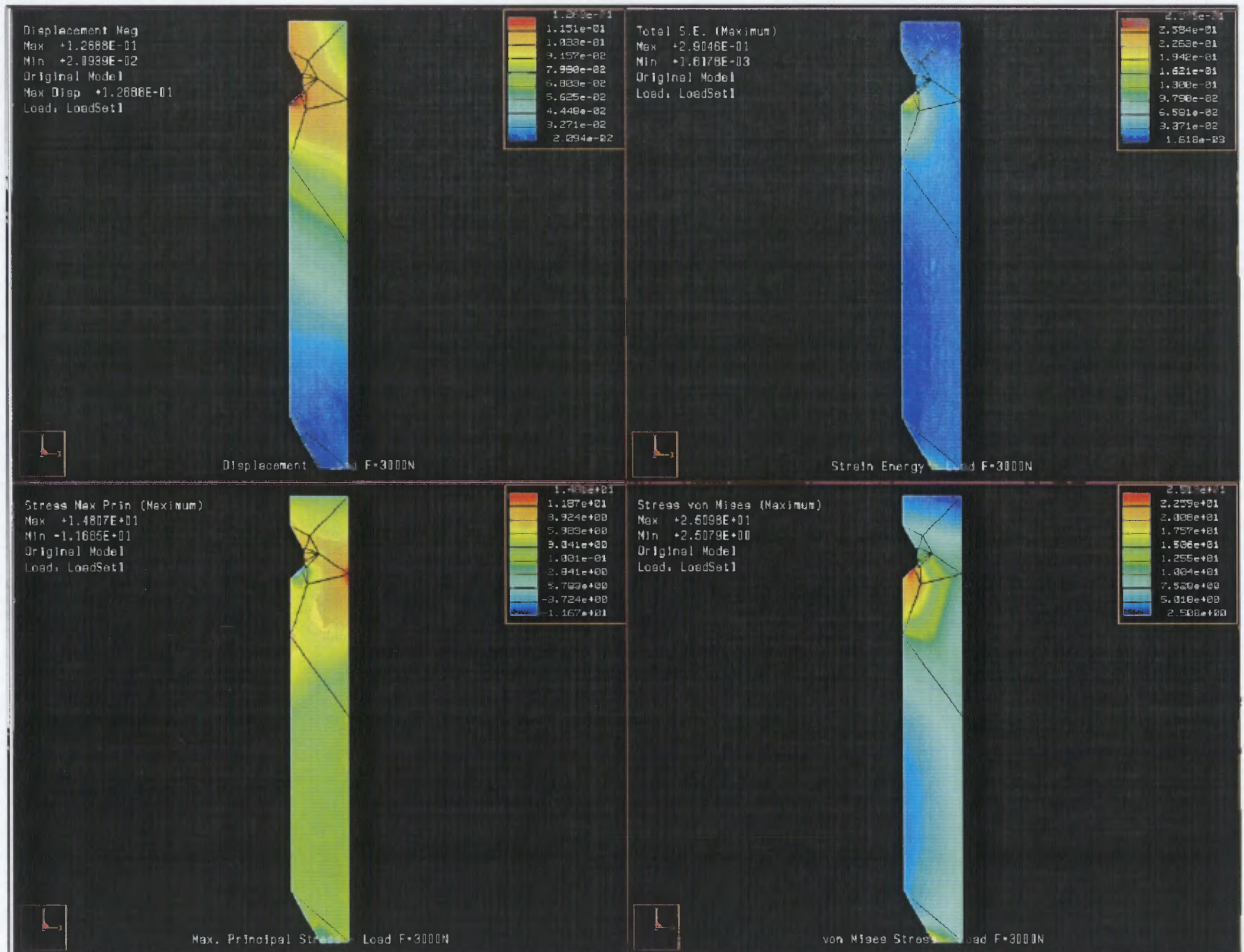 Displacement Mag
Max +1.2688E-01
Min +2.0939E-02
Original Model
Max Disp +1.2688E-01
Load: LoadSet1
1.151e-01
1.033e-01
9.157e-02
7.980e-02
6.803e-02
5.625e-02
4.448e-02
3.271e-02
2.094e-02
Displacement
F=3000N
Total S.E. (Maximum)
Max +2.9046E-01
Min +1.6178E-03
Original Model
Load: LoadSet1
2.584e-01
2.263e-01
1.942e-01
1.621e-01
1.300e-01
9.790e-02
6.581e-02
3.371e-02
1.618e-03
Strain Energy
Load F=3000N
Stress Max Prin (Maximum)
Max +1.4807E+01
Min -1.1665E+01
Original Model
Load: LoadSet1
1.187e+01
8.924e+00
5.983e+00
3.041e+00
1.001e-01
-2.841e+00
-5.783e+00
-8.724e+00
-1.167e+01
Max. Principal Stress
Load F=3000N
Stress von Mises (Maximum)
Max +2.5098E+01
Min +2.5079E+00
Original Model
Load: LoadSet1
2.259e+01
2.008e+01
1.757e+01
1.506e+01
1.255e+01
1.004e+01
7.528e+00
5.018e+00
2.508e+00
von Mises Stress
Load F=3000N